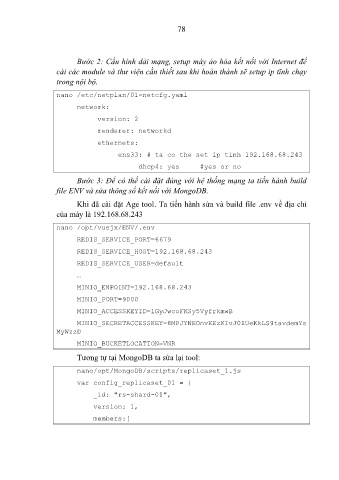 78
Bước 2: Cấu hình dải mạng, setup máy ảo hóa kết nối với Internet để
cài các module và thư viện cần thiết sau khi hoàn thành sẽ setup ip tĩnh chạy
trong nội bộ.
nano /etc/netplan/01-netcfg.yaml
network:
version: 2
renderer: networkd
ethernets:
ens33: # ta co the set ip tinh 192.168.68.243
dhcp4: yes #yes or no
Bước 3: Để có thể cài đặt đúng với hệ thống mạng ta tiến hành build
file ENV và sửa thông số kết nối với MongoDB.
Khi đã cài đặt Age tool. Ta tiến hành sửa và build file .env về địa chỉ
của máy là 192.168.68.243
nano /opt/vuejx/ENV/.env
REDIS_SERVICE_PORT=6679
REDIS_SERVICE_HOST=192.168.68.243
REDIS_SERVICE_USER=default
…
MINIO_ENPOINT=192.168.68.243
MINIO_PORT=9000
MINIO_BUCKETLOCATION=VNR
Tương tự tại MongoDB ta sửa lại tool:
nano/opt/MongoDB/scripts/replicaset_1.js
var config_replicaset_01 = {
_id: "rs-shard-01",
version: 1,
members:[